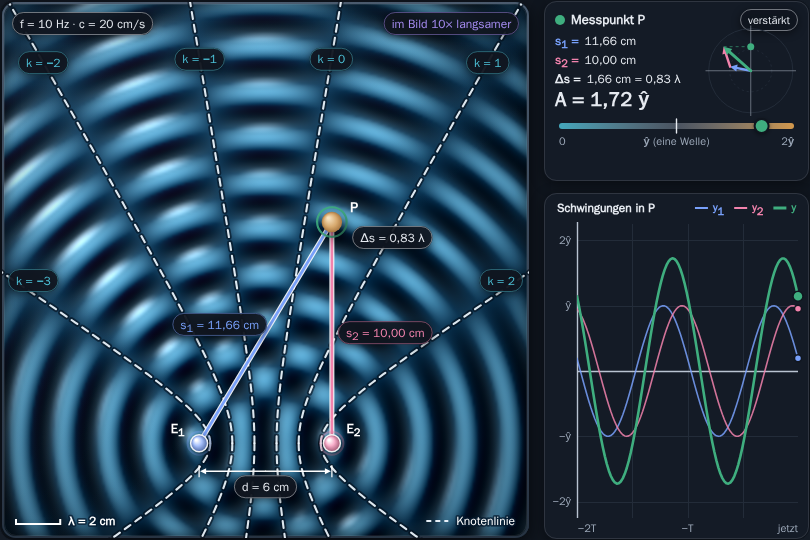 f = 10 Hz · c = 20 cm/s
im Bild 10× langsamer
k = −2
k = −1
k = 0
k = 1
P
Δs = 0,83 λ
k = −3
k = 2
s1 = 11,66 cm
s2 = 10,00 cm
E1
E2
d = 6 cm
λ = 2 cm
Knotenlinie
Messpunkt P
verstärkt
s1 = 11,66 cm
s2 = 10,00 cm
Δs = 1,66 cm = 0,83 λ
A = 1,72 ŷ
0
ŷ (eine Welle)
2ŷ
Schwingungen in P
y1
y2
y
2ŷ
ŷ
−ŷ
−2ŷ
−2T
−T
jetzt